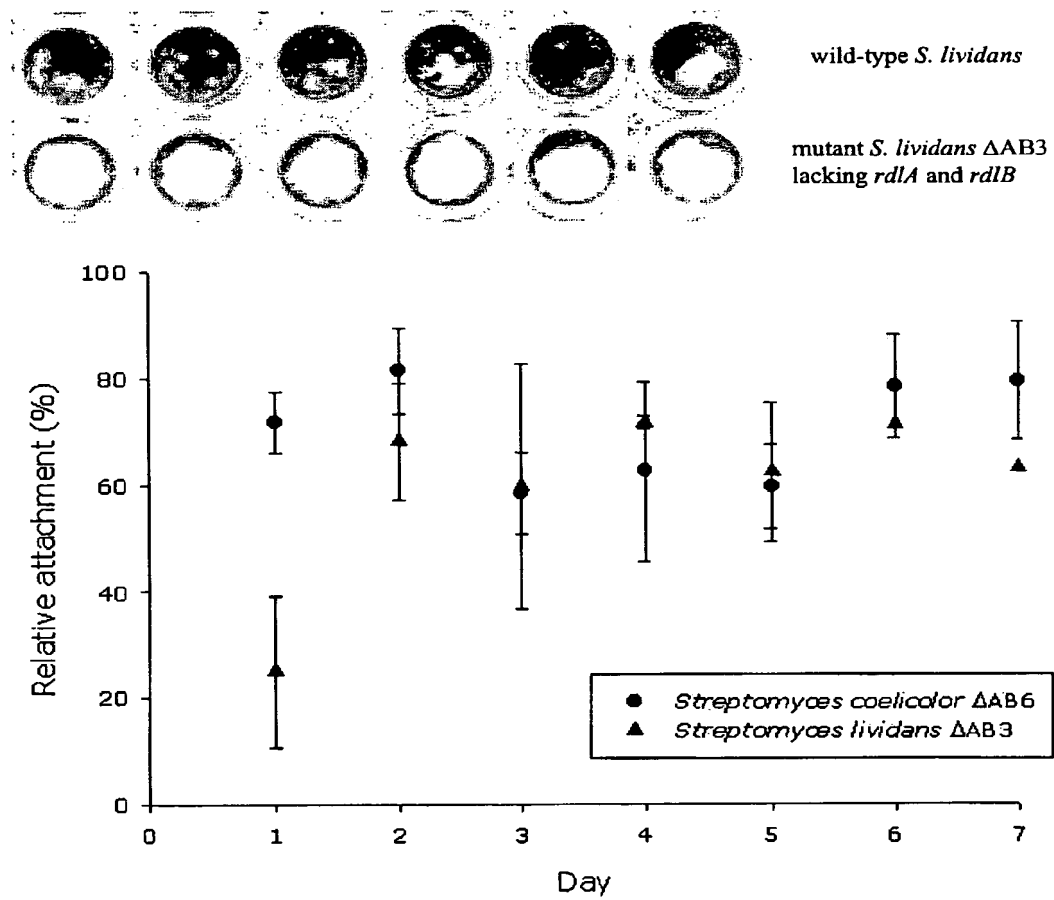 wild-type S. lividans
mutant S. lividans ΔAB3
lacking rdlA and rdlB
100
80
60
40
20
0
Relative attachment (%)
0 1 2 3 4 5 6 7
Day
Streptomyces coelicolor ΔAB6
Streptomyces lividans ΔAB3